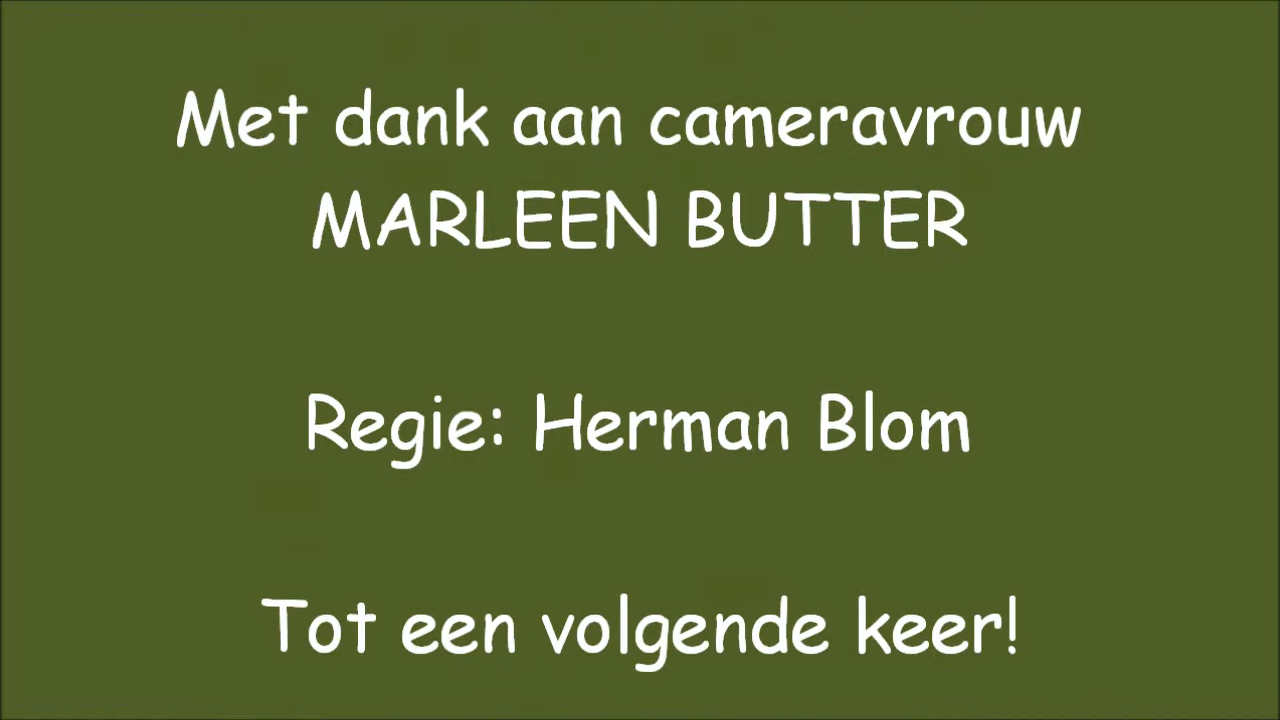 Met dank aan cameravrouw
MARLEEN BUTTER
Regie: Herman Blom
Tot een volgende keer!